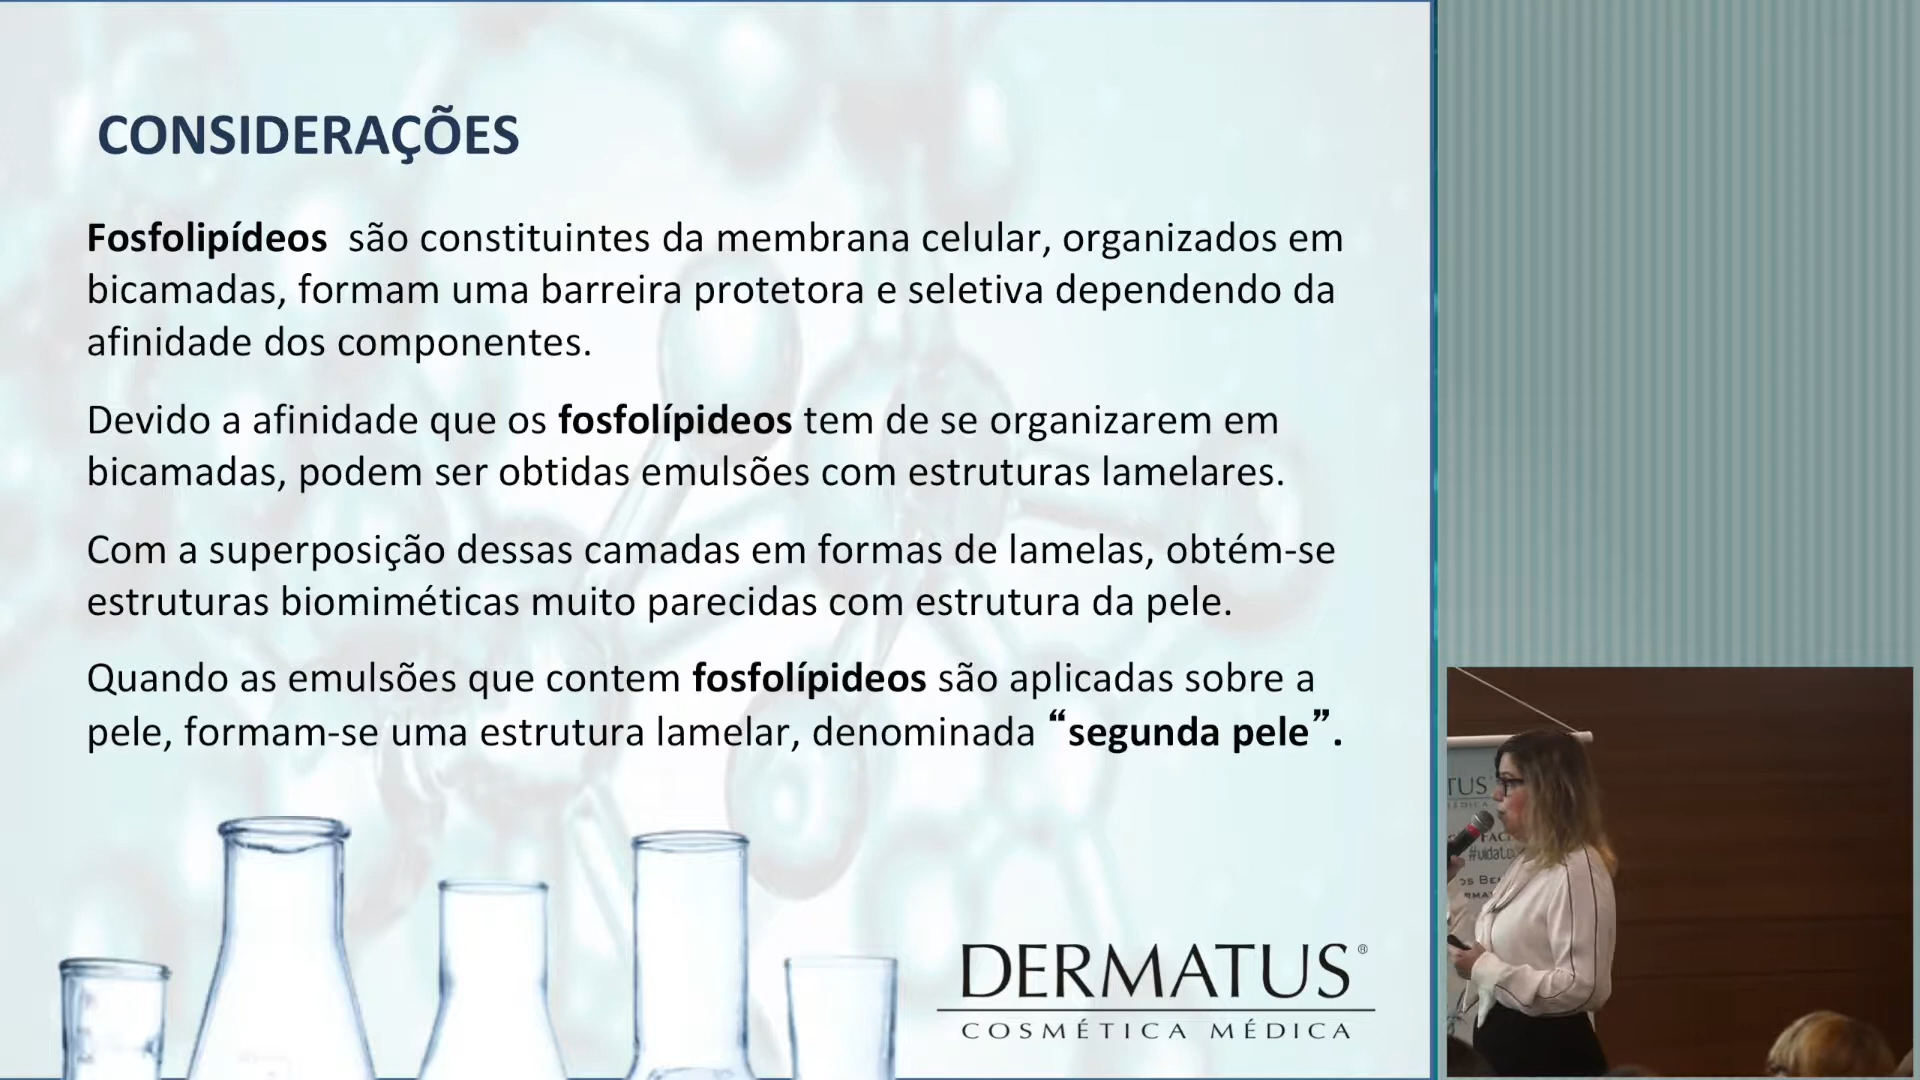 CONSIDERAÇÕES
Fosfolipídeos são constituintes da membrana celular, organizados em
bicamadas, formam uma barreira protetora e seletiva dependendo da
afinidade dos componentes.
Devido a afinidade que os fosfolípideos tem de se organizarem em
bicamadas, podem ser obtidas emulsões com estruturas lamelares.
Com a superposição dessas camadas em formas de lamelas, obtém-se
estruturas biomiméticas muito parecidas com estrutura da pele.
Quando as emulsões que contem fosfolípideos são aplicadas sobre a
pele, formam-se uma estrutura lamelar, denominada “segunda pele”.
DERMATUS®
COSMÉTICA MÉDICA
TUS